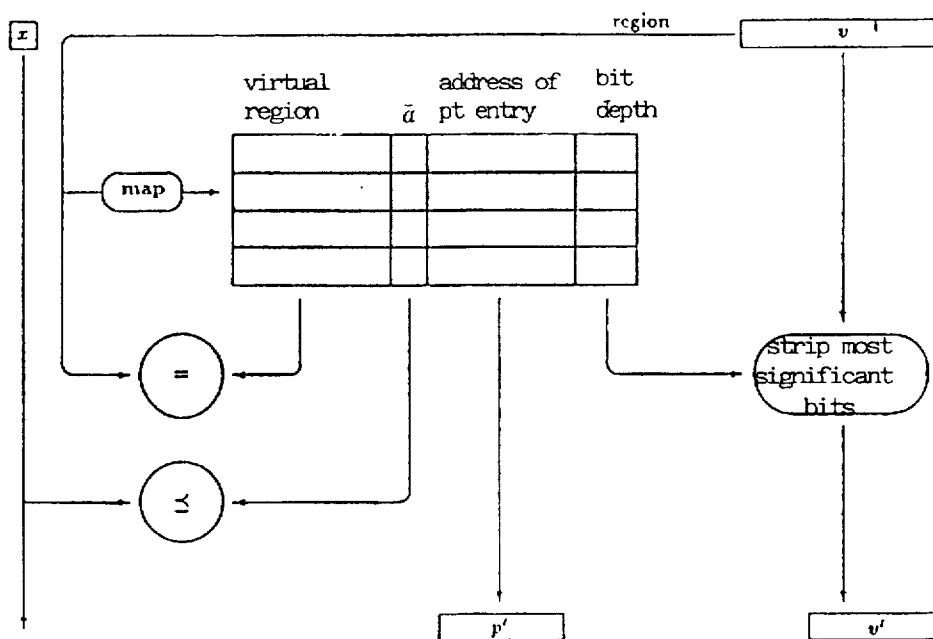 region
x
v
virtual
region
ā
address of
pt entry
bit
depth
map
=
strip most
significant
bits
⪯
p'
v'